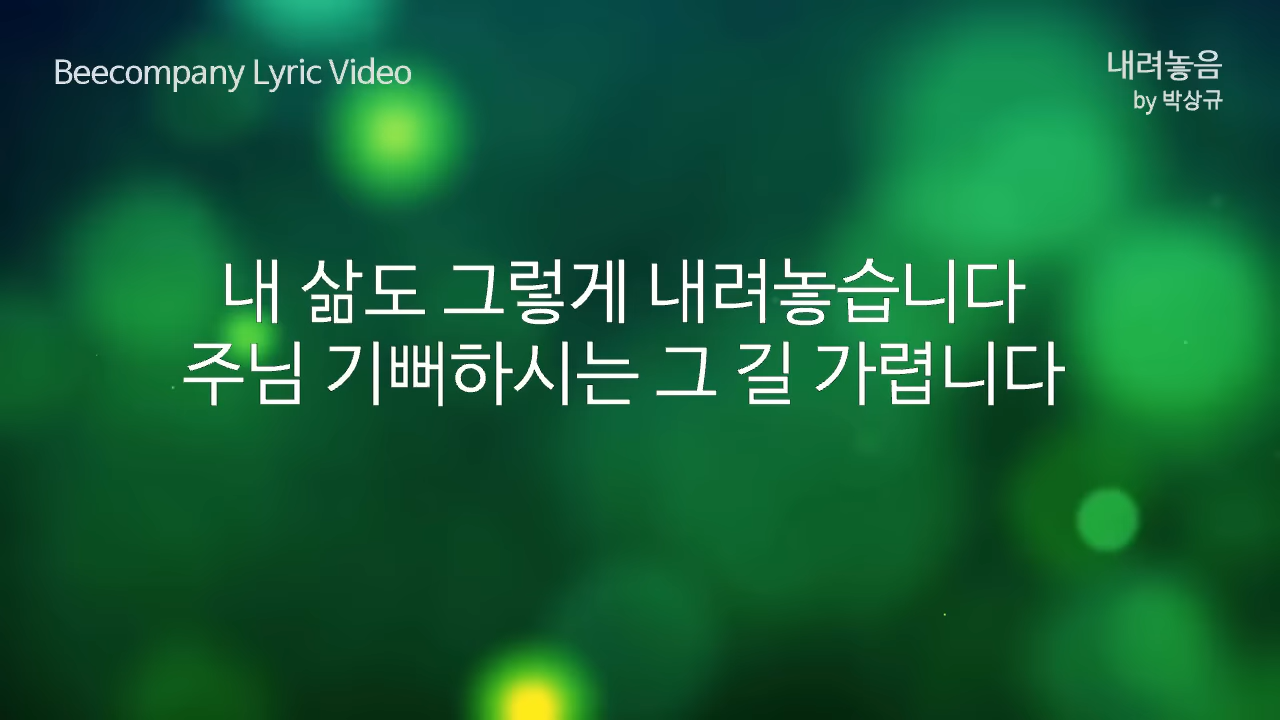 Beecompany Lyric Video
내려놓음
by 박상규
내 삶도 그렇게 내려놓습니다
주님 기뻐하시는 그 길 가렵니다